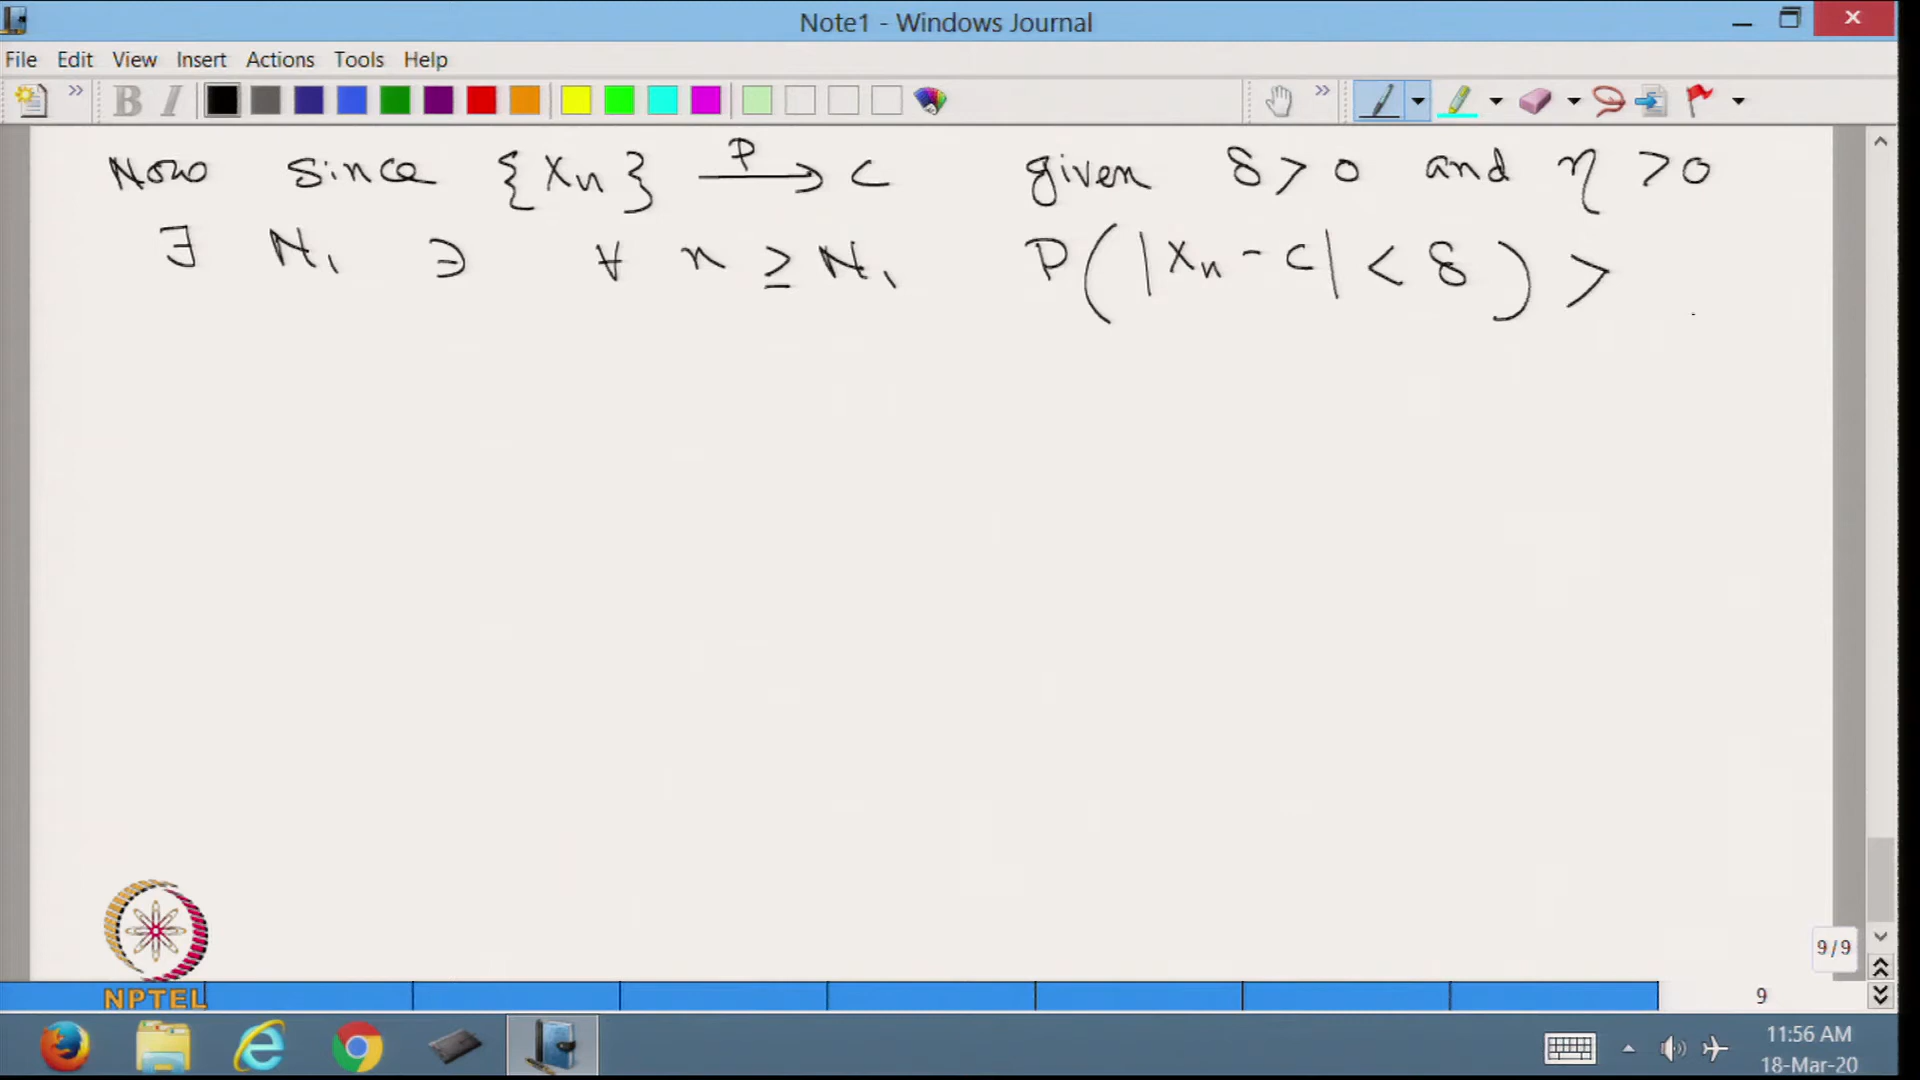 Note1 - Windows Journal
File Edit View Insert Actions Tools Help
B I
Now since {Xn} P→ C given δ > 0 and η > 0
∃ N₁ ∋ ∀ n ≥ N₁ P(|Xn - C| < δ) >
9/9
NPTEL
9
11:56 AM
18-Mar-20